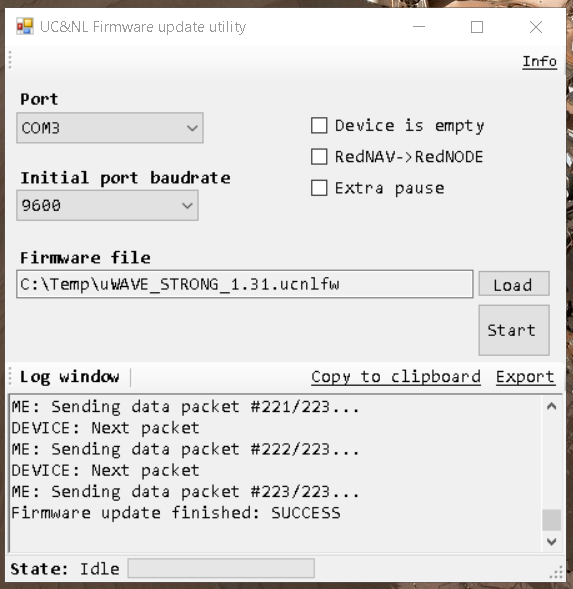 UC&NL Firmware update utility
Info
Port
COM3
Device is empty
RedNAV->RedNODE
Initial port baudrate
Extra pause
9600
Firmware file
C:\Temp\uWAVE_STRONG_1.31.ucnlfw
Load
Start
Log window
Copy to clipboard
Export
ME: Sending data packet #221/223...
DEVICE: Next packet
ME: Sending data packet #222/223...
DEVICE: Next packet
ME: Sending data packet #223/223...
Firmware update finished: SUCCESS
State: Idle